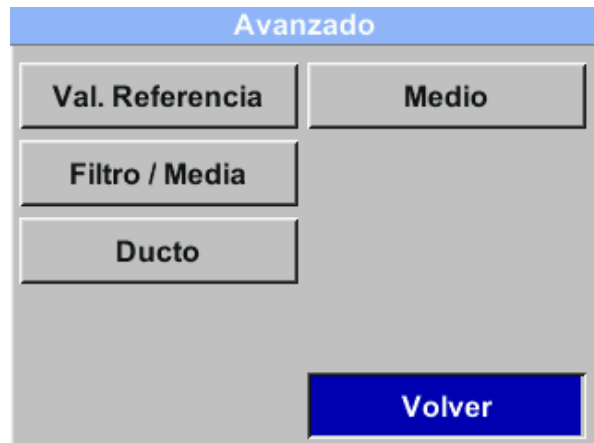 Avanzado
Val. Referencia
Medio
Filtro / Media
Ducto
Volver